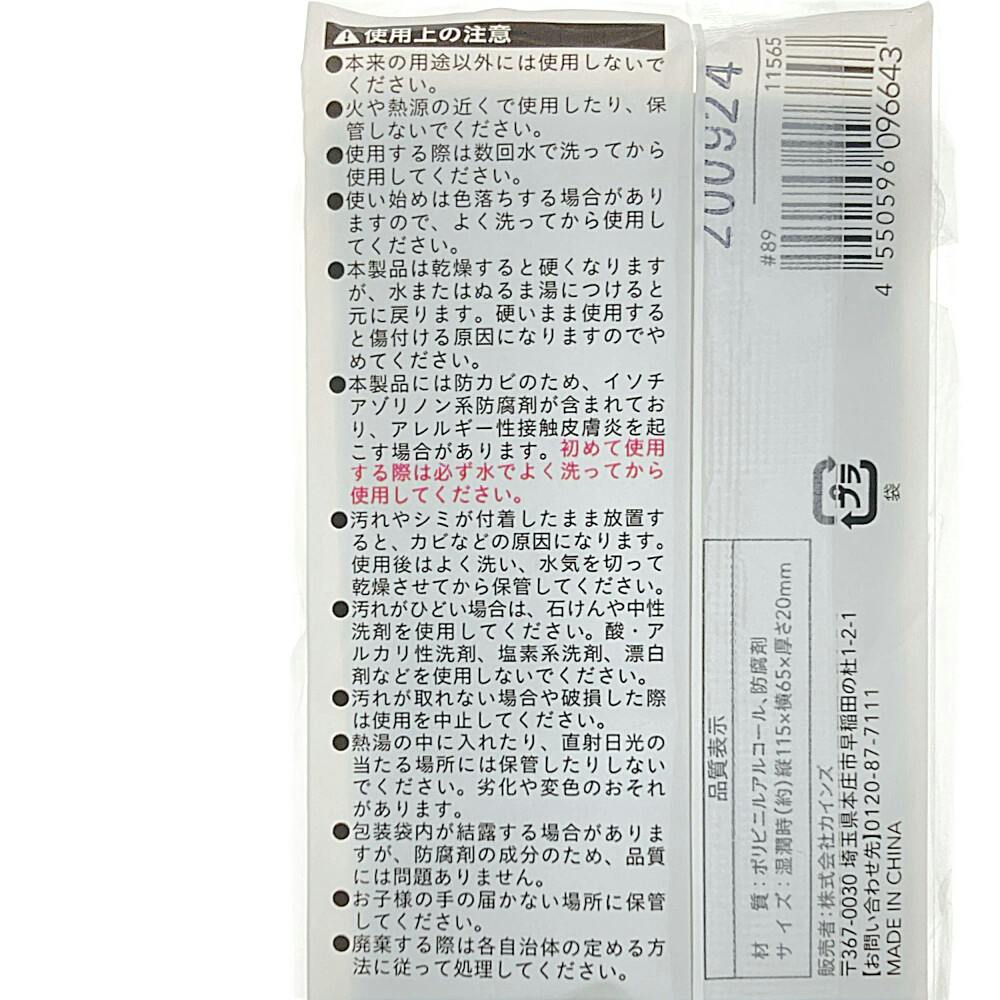 使用上の注意
●本来の用途以外には使用しないで
ください。
●火や熱源の近くで使用したり、保
管しないでください。
●使用する際は数回水で洗ってから
使用してください。
●使い始めは色落ちする場合があり
ますので、よく洗ってから使用し
てください。
●本製品は乾燥すると硬くなります
が、水またはぬるま湯につけると
元に戻ります。硬いまま使用する
と傷付ける原因になりますのでや
めてください。
●本製品には防カビのため、イソチ
アゾリノン系防腐剤が含まれてお
り、アレルギー性接触皮膚炎を起
こす場合があります。初めて使用
する際は必ず水でよく洗ってから
使用してください。
●汚れやシミが付着したまま放置す
ると、カビなどの原因になります。
使用後はよく洗い、水気を切って
乾燥させてから保管してください。
●汚れがひどい場合は、石けんや中性
洗剤を使用してください。酸・ア
ルカリ性洗剤、塩素系洗剤、漂白
剤などを使用しないでください。
●汚れが取れない場合や破損した際
は使用を中止してください。
●熱湯の中に入れたり、直射日光の
当たる場所には保管したりしない
でください。劣化や変色のおそれ
があります。
●包装袋内が結露する場合がありま
すが、防腐剤の成分のため、品質
には問題ありません。
●お子様の手の届かない場所に保管
してください。
●廃棄する際は各自治体の定める方
法に従って処理してください。
200924
11565
#89
4 550596 096643
プラ
袋
品質表示
材　質：ポリビニルアルコール、防腐剤
サイズ：湿潤時(約)縦115×横65×厚さ20mm
販売者：株式会社カインズ
〒367-0030 埼玉県本庄市早稲田の杜1-2-1
【お問い合わせ先】0120-87-7111
MADE IN CHINA